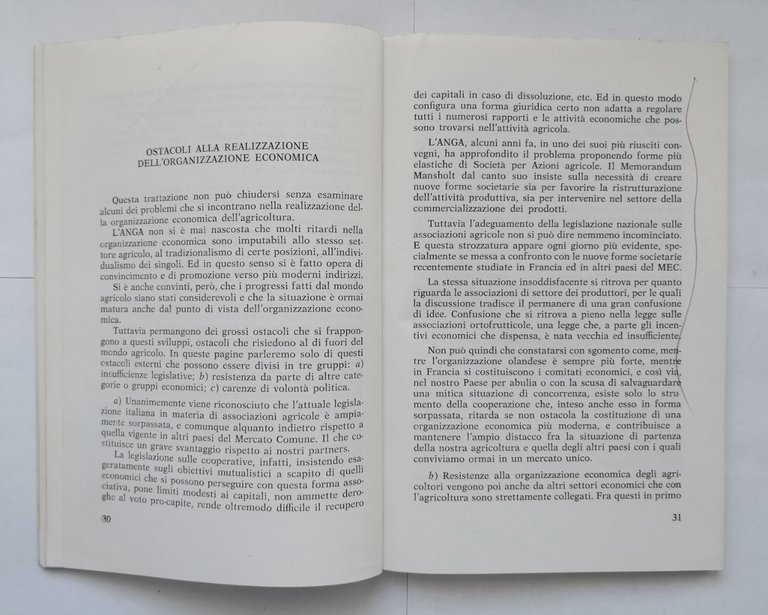 OSTACOLI ALLA REALIZZAZIONE
DELL'ORGANIZZAZIONE ECONOMICA
Questa trattazione non può chiudersi senza esaminare
alcuni dei problemi che si incontrano nella realizzazione del-
la organizzazione economica dell'agricoltura.
L'ANGA non si è mai nascosta che molti ritardi nella
organizzazione economica sono imputabili allo stesso set-
tore agricolo, al tradizionalismo di certe posizioni, all'indi-
vidualismo dei singoli. Ed in questo senso si è fatto opera di
convincimento e di promozione verso più moderni indirizzi.
Si è anche convinti, però, che i progressi fatti dal mondo
agricolo siano stati considerevoli e che la situazione è ormai
matura anche dal punto di vista dell'organizzazione econo-
mica.
Tuttavia permangono dei grossi ostacoli che si frappon-
gono a questi sviluppi, ostacoli che risiedono al di fuori del
mondo agricolo. In queste pagine parleremo solo di questi
ostacoli esterni che possono essere divisi in tre gruppi: a)
insufficienze legislative; b) resistenza da parte di altre cate-
gorie o gruppi economici; c) carenze di volontà politica.
a) Unanimemente viene riconosciuto che l'attuale legisla-
zione italiana in materia di associazioni agricole è ampia-
mente sorpassata, e comunque alquanto indietro rispetto a
quella vigente in altri paesi del Mercato Comune. Il che co-
stituisce un grave svantaggio rispetto ai nostri partners.
La legislazione sulle cooperative, infatti, insistendo esa-
geratamente sugli obiettivi mutualistici a scapito di quelli
economici che si possono perseguire con questa forma asso-
ciativa, pone limiti modesti ai capitali, non ammette dero-
ghe al voto pro-capite, rende oltremodo difficile il recupero
30
dei capitali in caso di dissoluzione, etc. Ed in questo modo
configura una forma giuridica certo non adatta a regolare
tutti i numerosi rapporti e le attività economiche che pos-
sono trovarsi nell'attività agricola.
L'ANGA, alcuni anni fa, in uno dei suoi più riusciti con-
vegni, ha approfondito il problema proponendo forme più
elastiche di Società per Azioni agricole. Il Memorandum
Mansholt dal canto suo insiste sulla necessità di creare
nuove forme societarie sia per favorire la ristrutturazione
dell'attività produttiva, sia per intervenire nel settore della
commercializzazione dei prodotti.
Tuttavia l'adeguamento della legislazione nazionale sulle
associazioni agricole non si può dire nemmeno incominciato.
E questa strozzatura appare ogni giorno più evidente, spe-
cialmente se messa a confronto con le nuove forme societarie
recentemente studiate in Francia ed in altri paesi del MEC.
La stessa situazione insoddisfacente si ritrova per quanto
riguarda le associazioni di settore dei produttori, per le quali
la discussione tradisce il permanere di una gran confusione
di idee. Confusione che si ritrova a pieno nella legge sulle
associazioni ortofrutticole, una legge che, a parte gli incen-
tivi economici che dispensa, è nata vecchia ed insufficiente.
Non può quindi che constatarsi con sgomento come, men-
tre l'organizzazione olandese è sempre più forte, mentre
in Francia si costituiscono i comitati economici, e così via,
nel nostro Paese per abulia o con la scusa di salvaguardare
una mitica situazione di concorrenza, esiste solo lo stru-
mento della cooperazione che, inteso anche esso in forma
sorpassata, ritarda se non ostacola la costituzione di una
organizzazione economica più moderna, e contribuisce a
mantenere l'ampio distacco fra la situazione di partenza
della nostra agricoltura e quella degli altri paesi con i quali
conviviamo ormai in un mercato unico.
b) Resistenze alla organizzazione economica degli agri-
coltori vengono poi anche da altri settori economici che con
l'agricoltura sono strettamente collegati. Fra questi in primo
31